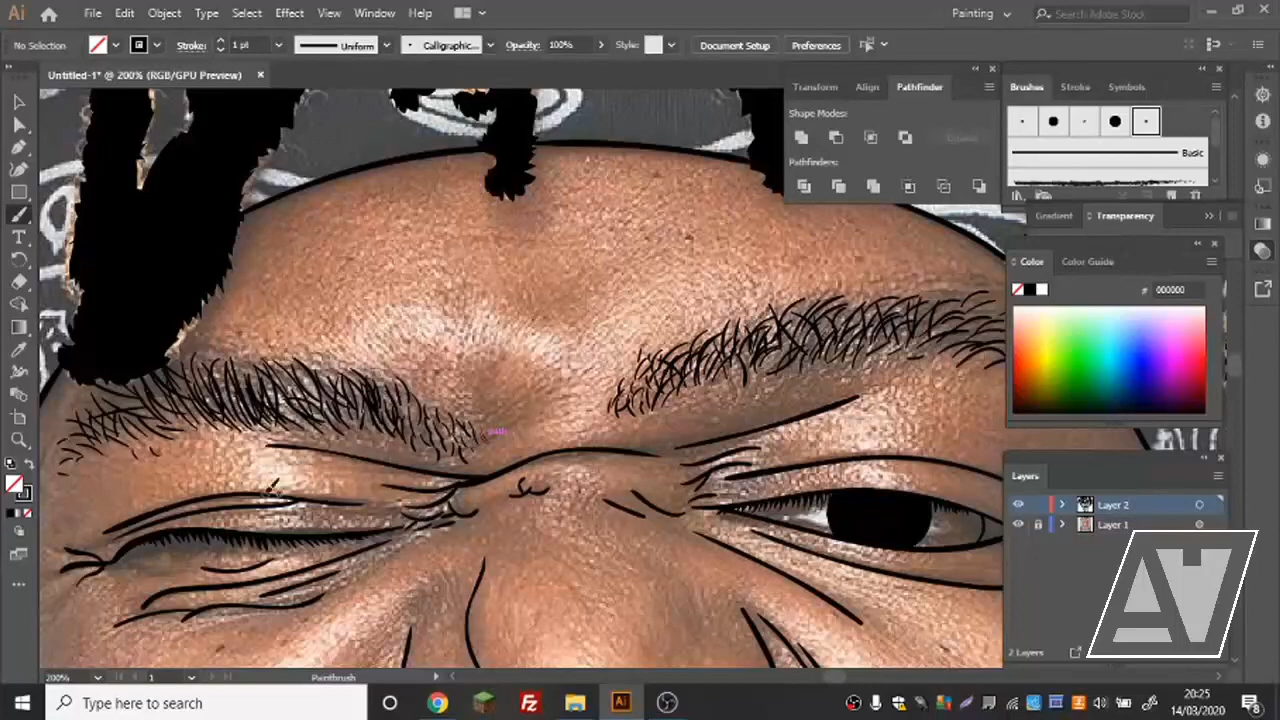 Ai File Edit Object Type Select Effect View Window Help Painting Search Adobe Stock
No Selection Stroke: 1 pt Uniform Calligraphic... Opacity: 100% Style: Document Setup Preferences
Untitled-1* @ 200% (RGB/GPU Preview)
Transform Align Pathfinder
Shape Modes:
Expand
Pathfinders:
Brushes Stroke Symbols
Basic
Gradient Transparency
Color Color Guide
# 000000
Layers
Layer 2
Layer 1
2 Layers
200% 1 Paintbrush
Type here to search
20:25
14/03/2020